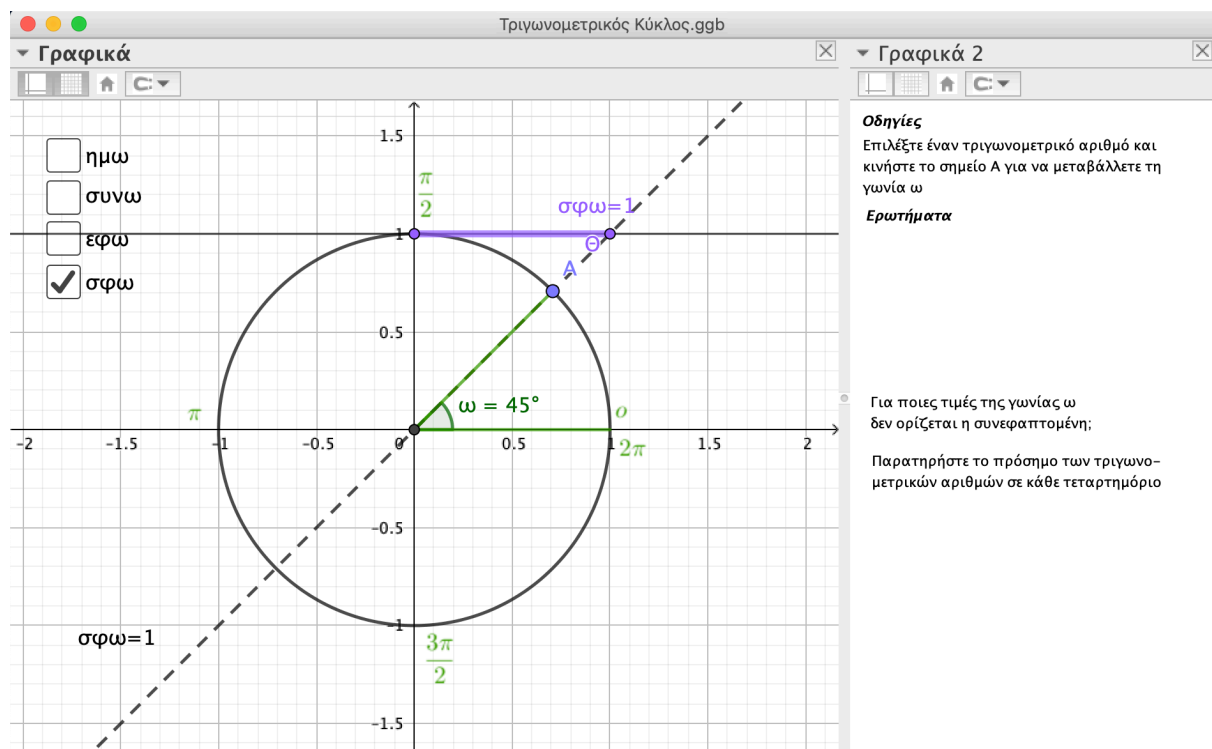 Τριγωνομετρικός Κύκλος.ggb
Γραφικά
Γραφικά 2
ημω
συνω
εφω
σφω
1.5
π
2
σφω=1
1
Θ
Α
0.5
ω = 45°
π
ο
-2
-1.5
-1
-0.5
0
0.5
1
1.5
2
2π
-0.5
-1
σφω=1
3π
2
-1.5
Οδηγίες
Επιλέξτε έναν τριγωνομετρικό αριθμό και
κινήστε το σημείο Α για να μεταβάλλετε τη
γωνία ω
Ερωτήματα
Για ποιες τιμές της γωνίας ω
δεν ορίζεται η συνεφαπτομένη;
Παρατηρήστε το πρόσημο των τριγωνο-
μετρικών αριθμών σε κάθε τεταρτημόριο